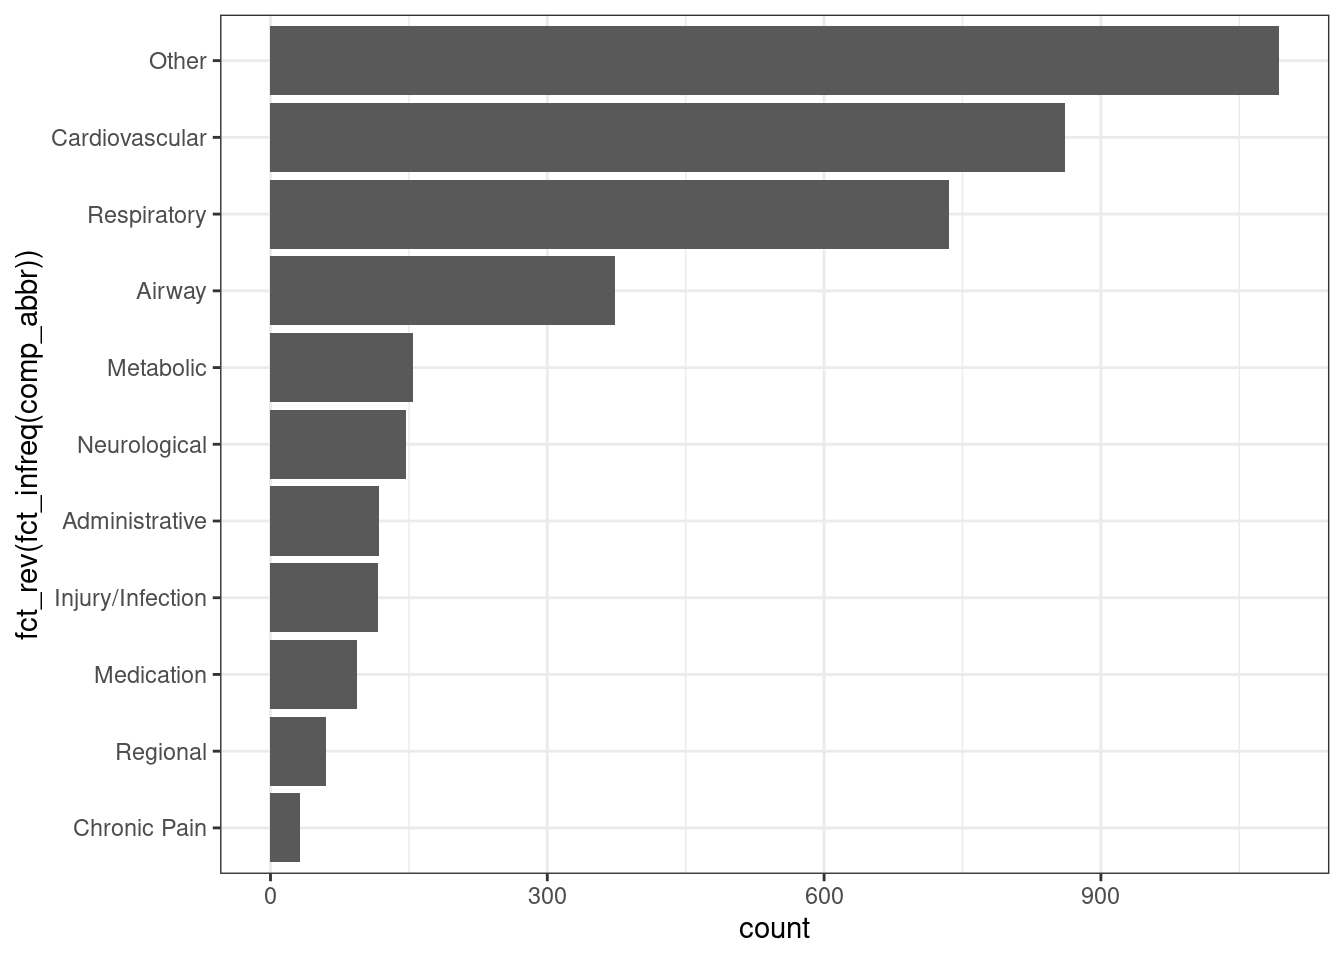 fct_rev(fct_infreq(comp_abbr))
Other
Cardiovascular
Respiratory
Airway
Metabolic
Neurological
Administrative
Injury/Infection
Medication
Regional
Chronic Pain
0 300 600 900
count